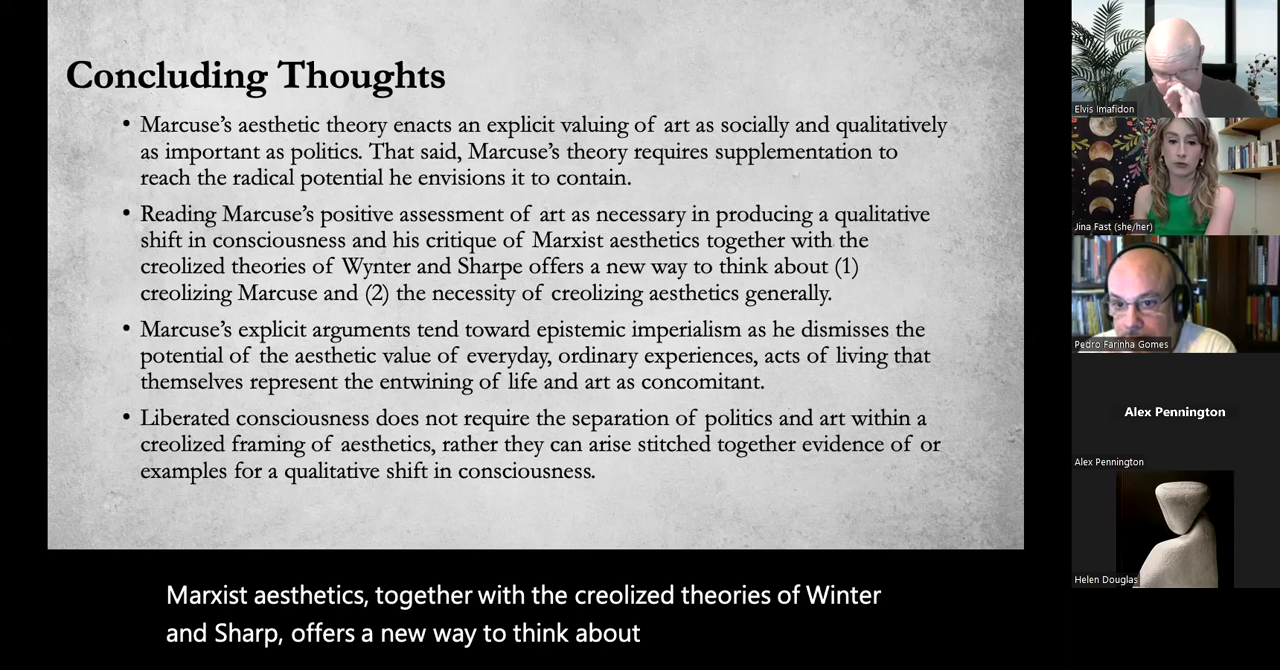 Concluding Thoughts
• Marcuse's aesthetic theory enacts an explicit valuing of art as socially and qualitatively
as important as politics. That said, Marcuse's theory requires supplementation to
reach the radical potential he envisions it to contain.
• Reading Marcuse's positive assessment of art as necessary in producing a qualitative
shift in consciousness and his critique of Marxist aesthetics together with the
creolized theories of Wynter and Sharpe offers a new way to think about (1)
creolizing Marcuse and (2) the necessity of creolizing aesthetics generally.
• Marcuse's explicit arguments tend toward epistemic imperialism as he dismisses the
potential of the aesthetic value of everyday, ordinary experiences, acts of living that
themselves represent the entwining of life and art as concomitant.
• Liberated consciousness does not require the separation of politics and art within a
creolized framing of aesthetics, rather they can arise stitched together evidence of or
examples for a qualitative shift in consciousness.
Marxist aesthetics, together with the creolized theories of Winter
and Sharp, offers a new way to think about
Elvis Imafidon
Jina Fast (she/her)
Pedro Farinha Gomes
Alex Pennington
Alex Pennington
Helen Douglas